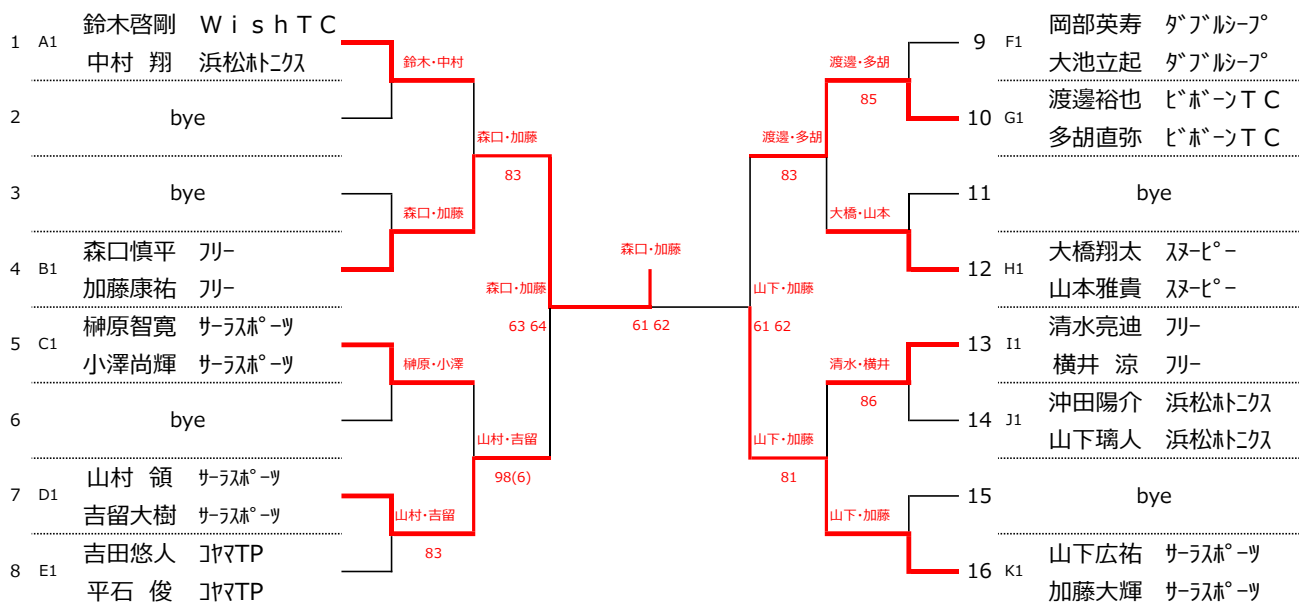 1 A1 鈴木啓剛 ＷｉｓｈＴＣ
中村 翔 浜松ﾎﾄﾆｸｽ
2 bye
3 bye
4 B1 森口慎平 ﾌﾘｰ
加藤康祐 ﾌﾘｰ
5 C1 榊原智寛 ｻｰﾗｽﾎﾟｰﾂ
小澤尚輝 ｻｰﾗｽﾎﾟｰﾂ
6 bye
7 D1 山村 領 ｻｰﾗｽﾎﾟｰﾂ
吉留大樹 ｻｰﾗｽﾎﾟｰﾂ
8 E1 吉田悠人 ｺﾔﾏTP
平石 俊 ｺﾔﾏTP
鈴木・中村
森口・加藤
榊原・小澤
山村・吉留
83
森口・加藤
83
山村・吉留
98(6)
森口・加藤
63 64
森口・加藤
61 62
山下・加藤
61 62
渡邊・多胡
83
山下・加藤
81
渡邊・多胡
85
大橋・山本
清水・横井
86
山下・加藤
9 F1 岡部英寿 ﾀﾞﾌﾞﾙｼｰﾌﾟ
大池立起 ﾀﾞﾌﾞﾙｼｰﾌﾟ
10 G1 渡邊裕也 ﾋﾞﾎﾞｰﾝＴＣ
多胡直弥 ﾋﾞﾎﾞｰﾝＴＣ
11 bye
12 H1 大橋翔太 ｽﾇｰﾋﾟｰ
山本雅貴 ｽﾇｰﾋﾟｰ
13 I1 清水亮迪 ﾌﾘｰ
横井 涼 ﾌﾘｰ
14 J1 沖田陽介 浜松ﾎﾄﾆｸｽ
山下璃人 浜松ﾎﾄﾆｸｽ
15 bye
16 K1 山下広祐 ｻｰﾗｽﾎﾟｰﾂ
加藤大輝 ｻｰﾗｽﾎﾟｰﾂ